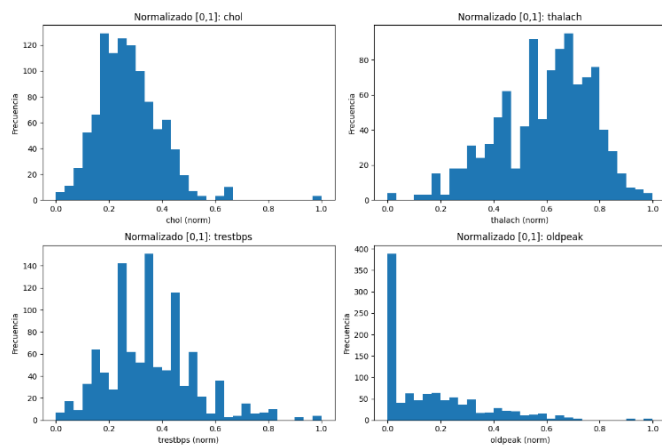 Normalizado [0,1]: chol
Frecuencia
120
100
80
60
40
20
0
0.0 0.2 0.4 0.6 0.8 1.0
chol (norm)
Normalizado [0,1]: thalach
Frecuencia
80
60
40
20
0
0.0 0.2 0.4 0.6 0.8 1.0
thalach (norm)
Normalizado [0,1]: trestbps
Frecuencia
140
120
100
80
60
40
20
0
0.0 0.2 0.4 0.6 0.8 1.0
trestbps (norm)
Normalizado [0,1]: oldpeak
Frecuencia
400
350
300
250
200
150
100
50
0
0.0 0.2 0.4 0.6 0.8 1.0
oldpeak (norm)